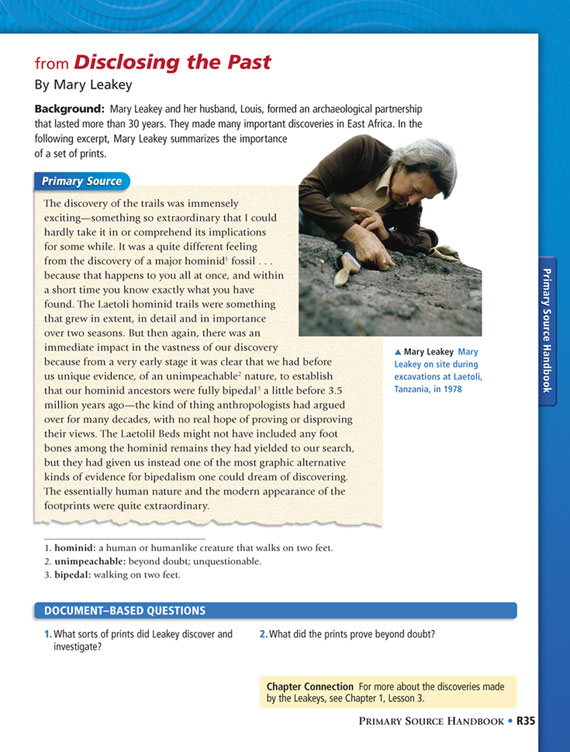 from Disclosing the Past
By Mary Leakey
Background: Mary Leakey and her husband, Louis, formed an archaeological partnership
that lasted more than 30 years. They made many important discoveries in East Africa. In the
following excerpt, Mary Leakey summarizes the importance
of a set of prints.
Primary Source
The discovery of the trails was immensely
exciting—something so extraordinary that I could
hardly take it in or comprehend its implications
for some while. It was a quite different feeling
from the discovery of a major hominid¹ fossil . . .
because that happens to you all at once, and within
a short time you know exactly what you have
found. The Laetoli hominid trails were something
that grew in extent, in detail and in importance
over two seasons. But then again, there was an
immediate impact in the vastness of our discovery
because from a very early stage it was clear that we had before
us unique evidence, of an unimpeachable² nature, to establish
that our hominid ancestors were fully bipedal³ a little before 3.5
million years ago—the kind of thing anthropologists had argued
over for many decades, with no real hope of proving or disproving
their views. The Laetolil Beds might not have included any foot
bones among the hominid remains they had yielded to our search,
but they had given us instead one of the most graphic alternative
kinds of evidence for bipedalism one could dream of discovering.
The essentially human nature and the modern appearance of the
footprints were quite extraordinary.
▲ Mary Leakey Mary
Leakey on site during
excavations at Laetoli,
Tanzania, in 1978
1. hominid: a human or humanlike creature that walks on two feet.
2. unimpeachable: beyond doubt; unquestionable.
3. bipedal: walking on two feet.
DOCUMENT–BASED QUESTIONS
1. What sorts of prints did Leakey discover and
investigate?
2. What did the prints prove beyond doubt?
Chapter Connection For more about the discoveries made
by the Leakeys, see Chapter 1, Lesson 3.
Primary Source Handbook
PRIMARY SOURCE HANDBOOK • R35